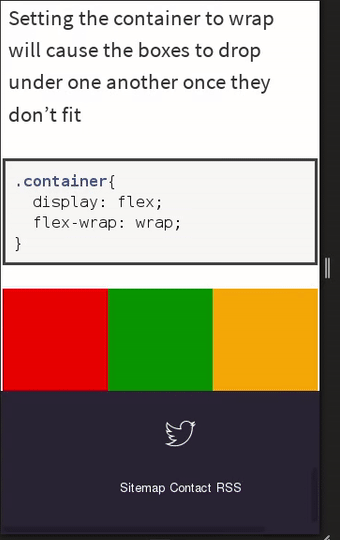 Setting the container to wrap
will cause the boxes to drop
under one another once they
don’t fit
.container{
  display: flex;
  flex-wrap: wrap;
}
Sitemap Contact RSS